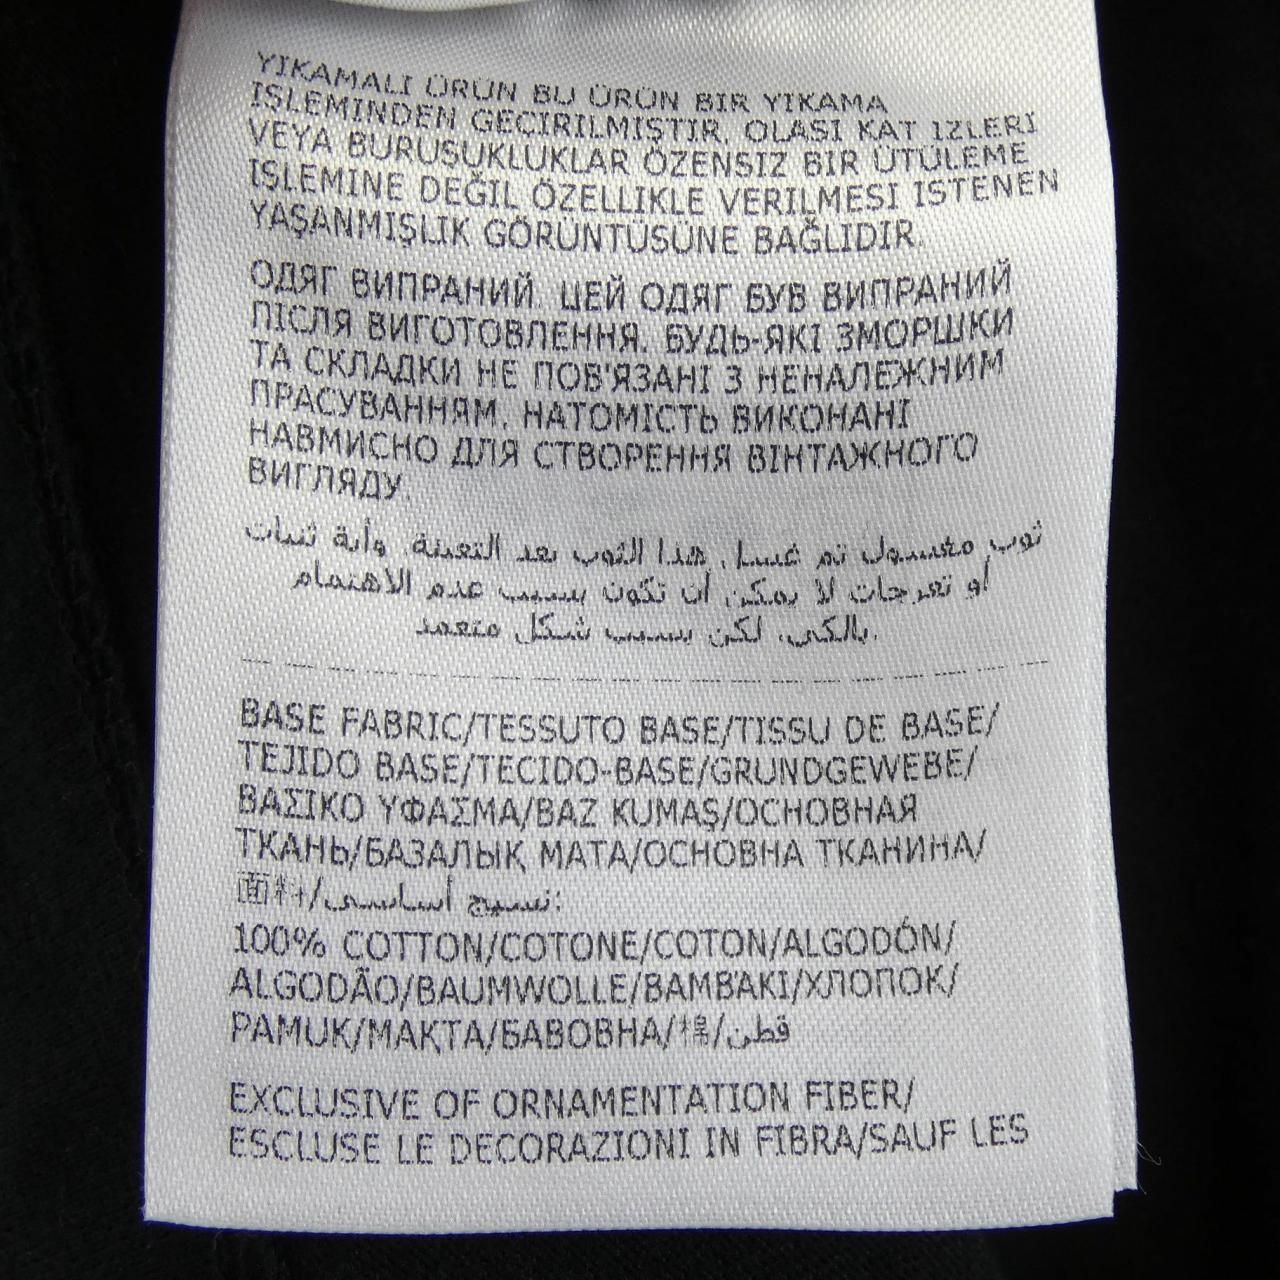 YIKAMALI ÜRÜN BU ÜRÜN BIR YIKAMA
ISLEMINDEN GEÇIRILMIŞTIR. OLASI KAT IZLERI
VEYA BURUŞUKLUKLAR ÖZENSIZ BIR ÜTÜLEME
ISLEMINE DEĞIL ÖZELLIKLE VERILMESI ISTENEN
YAŞANMIŞLIK GÖRÜNTÜSÜNE BAĞLIDIR.
ОДЯГ ВИПРАНИЙ. ЦЕЙ ОДЯГ БУВ ВИПРАНИЙ
ПІСЛЯ ВИГОТОВЛЕННЯ. БУДЬ-ЯКІ ЗМОРШКИ
ТА СКЛАДКИ НЕ ПОВ'ЯЗАНІ З НЕНАЛЕЖНИМ
ПРАСУВАННЯМ, НАТОМІСТЬ ВИКОНАНІ
НАВМИСНО ДЛЯ СТВОРЕННЯ ВІНТАЖНОГО
ВИГЛЯДУ.
ثوب مغسول تم غسل هذا الثوب بعد التعبئة. وأية ثنيات
أو تعرجات لا يمكن أن تكون بسبب عدم الاهتمام
بالكي، لكن بسبب شكل متعمد.
BASE FABRIC/TESSUTO BASE/TISSU DE BASE/
TEJIDO BASE/TECIDO-BASE/GRUNDGEWEBE/
ΒΑΣΙΚΟ ΥΦΑΣΜΑ/BAZ KUMAŞ/ОСНОВНАЯ
ТКАНЬ/БАЗАЛЫҚ МАТА/ОСНОВНА ТКАНИНА/
面料/نسيج أساسي:
100% COTTON/COTONE/COTON/ALGODÓN/
ALGODÃO/BAUMWOLLE/ΒΑΜΒΆΚΙ/ХЛОПОК/
PAMUK/МАҚТА/БАВОВНА/棉/قطن
EXCLUSIVE OF ORNAMENTATION FIBER/
ESCLUSE LE DECORAZIONI IN FIBRA/SAUF LES